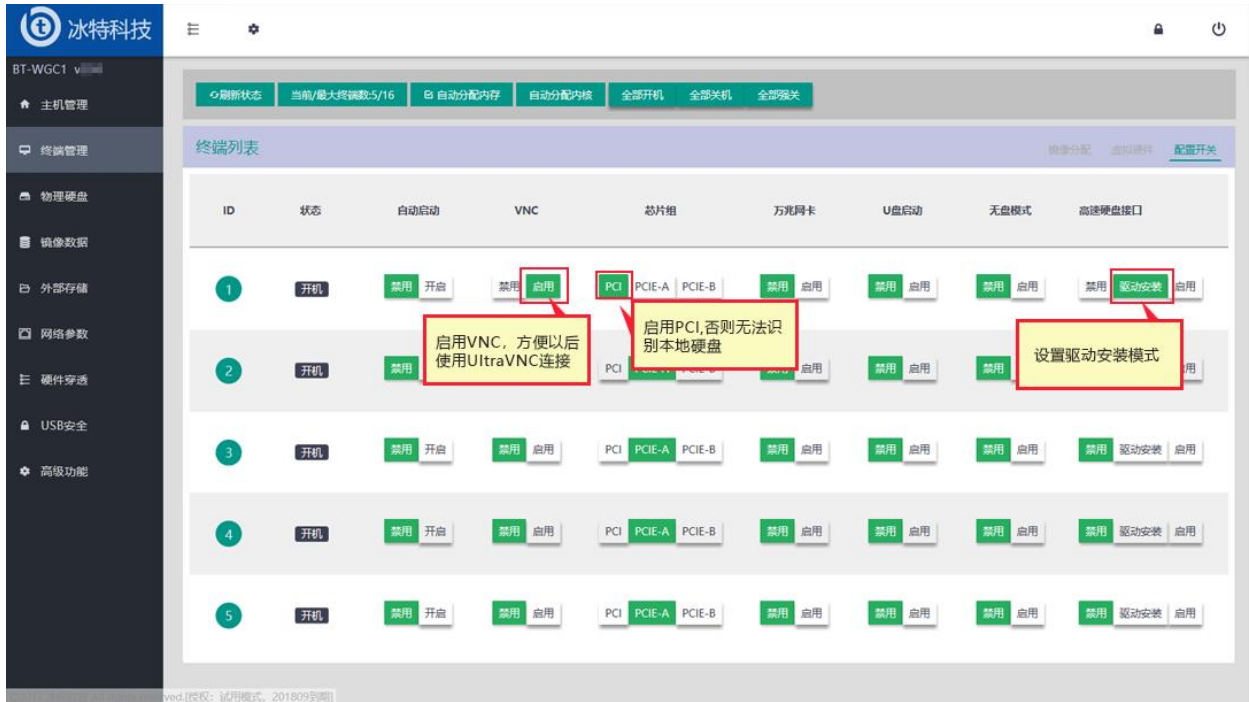 冰特科技
BT-WGC1 v
主机管理
终端管理
物理硬盘
镜像数据
外部存储
网络参数
硬件穿透
USB安全
高级功能
刷新状态 当前/最大终端数:5/16 自动分配内存 自动分配内核 全部开机 全部关机 全部强关
终端列表 镜像分配 虚拟硬件 配置开关
ID 状态 自动启动 VNC 芯片组 万兆网卡 U盘启动 无盘模式 高速硬盘接口
1 开机 禁用 开启 禁用 启用 PCI PCIE-A PCIE-B 禁用 启用 禁用 启用 禁用 启用 禁用 驱动安装 启用
启用VNC，方便以后
使用UltraVNC连接
启用PCI,否则无法识
别本地硬盘
设置驱动安装模式
2 开机 禁用 PCI 启用 禁用 启用 禁用 启用
3 开机 禁用 开启 禁用 启用 PCI PCIE-A PCIE-B 禁用 启用 禁用 启用 禁用 启用 禁用 驱动安装 启用
4 开机 禁用 开启 禁用 启用 PCI PCIE-A PCIE-B 禁用 启用 禁用 启用 禁用 启用 禁用 驱动安装 启用
5 开机 禁用 开启 禁用 启用 PCI PCIE-A PCIE-B 禁用 启用 禁用 启用 禁用 启用 禁用 驱动安装 启用
ved.[授权：试用模式，201809到期]